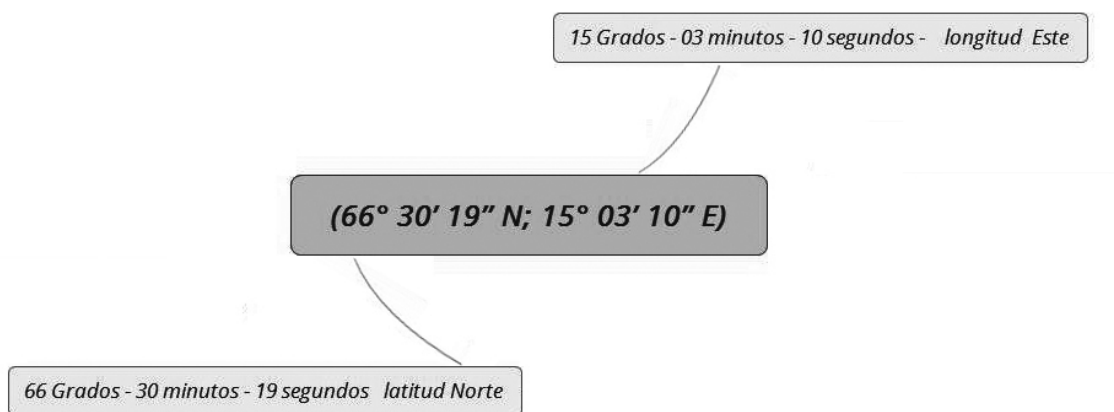 15 Grados - 03 minutos - 10 segundos - longitud Este
(66° 30′ 19″ N; 15° 03′ 10″ E)
66 Grados - 30 minutos - 19 segundos latitud Norte